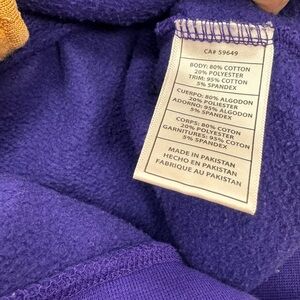 CA# 59649
BODY: 80% COTTON
20% POLYESTER
TRIM: 95% COTTON
5% SPANDEX
CUERPO: 80% ALGODON
20% POLIESTER
ADORNO: 95% ALGODON
5% SPANDEX
CORPS: 80% COTON
20% POLYESTER
GARNITURES: 95% COTON
5% SPANDEX
MADE IN PAKISTAN
HECHO EN PAKISTAN
FABRIQUE AU PAKISTAN